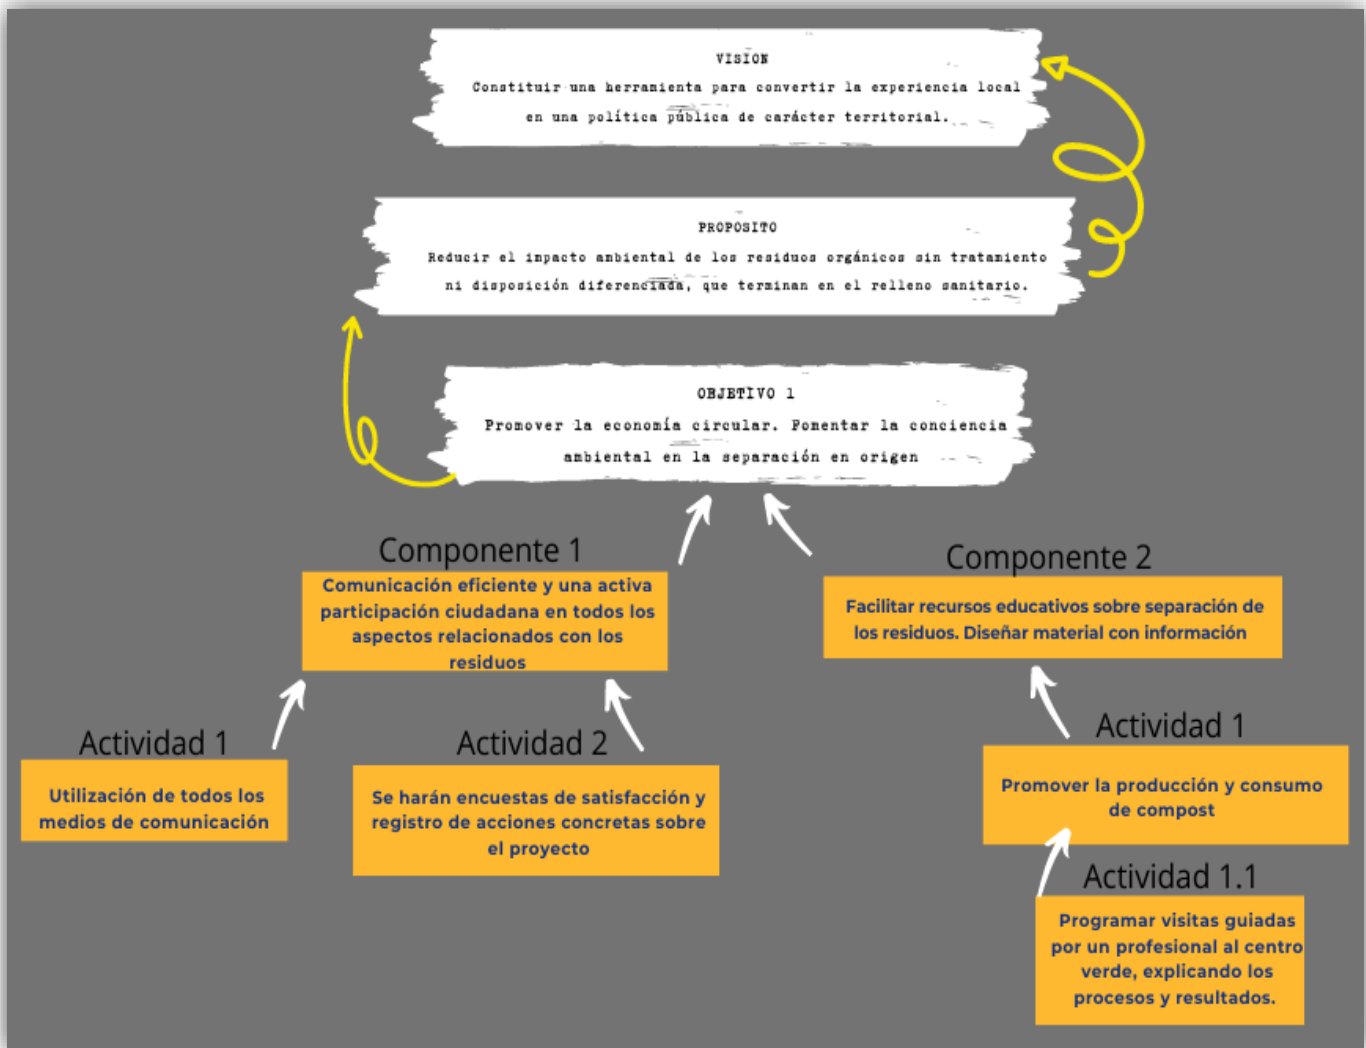 VISION
Constituir una herramienta para convertir la experiencia local
en una política pública de carácter territorial.
PROPOSITO
Reducir el impacto ambiental de los residuos orgánicos sin tratamiento
ni disposición diferenciada, que terminan en el relleno sanitario.
OBJETIVO 1
Promover la economía circular. Fomentar la conciencia
ambiental en la separación en origen
Componente 1
Comunicación eficiente y una activa
participación ciudadana en todos los
aspectos relacionados con los
residuos
Componente 2
Facilitar recursos educativos sobre separación de
los residuos. Diseñar material con información
Actividad 1
Utilización de todos los
medios de comunicación
Actividad 2
Se harán encuestas de satisfacción y
registro de acciones concretas sobre
el proyecto
Actividad 1
Promover la producción y consumo
de compost
Actividad 1.1
Programar visitas guiadas
por un profesional al centro
verde, explicando los
procesos y resultados.